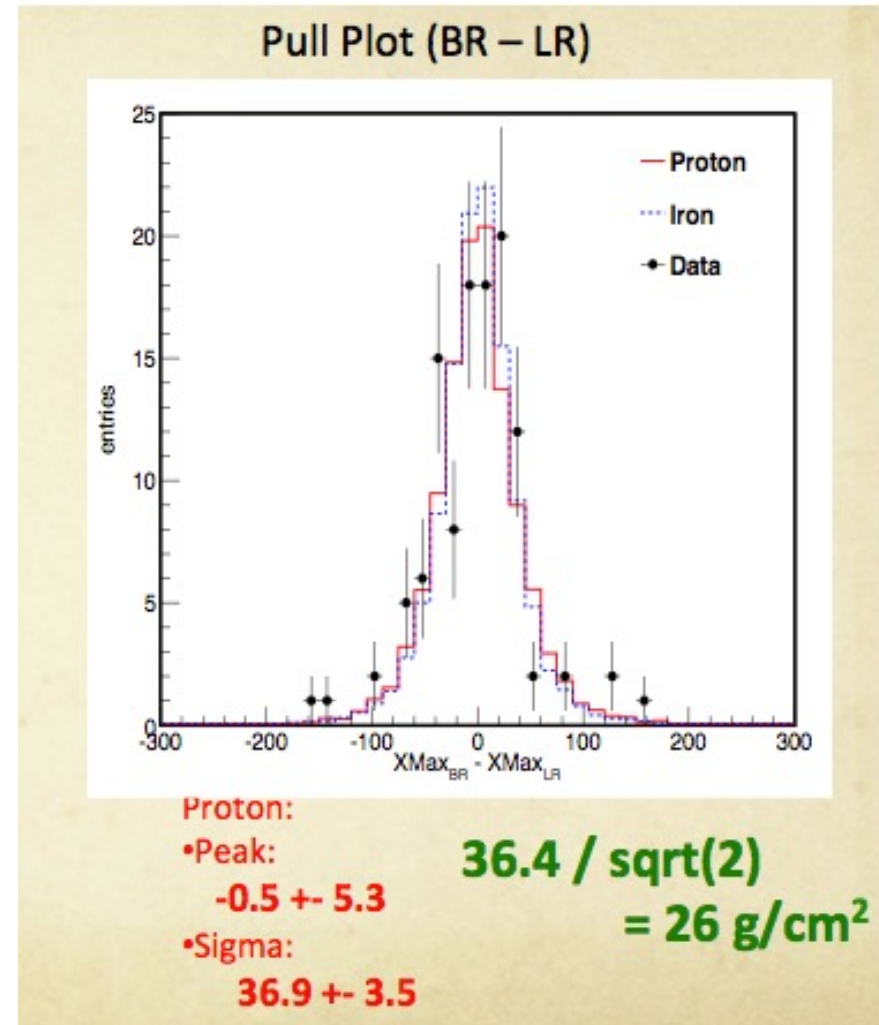 Pull Plot (BR – LR)
25
20
15
10
5
0
entries
Proton
Iron
Data
-300 -200 -100 0 100 200 300
XMax_BR - XMax_LR
Proton:
•Peak:
-0.5 +- 5.3
•Sigma:
36.9 +- 3.5
36.4 / sqrt(2)
= 26 g/cm²